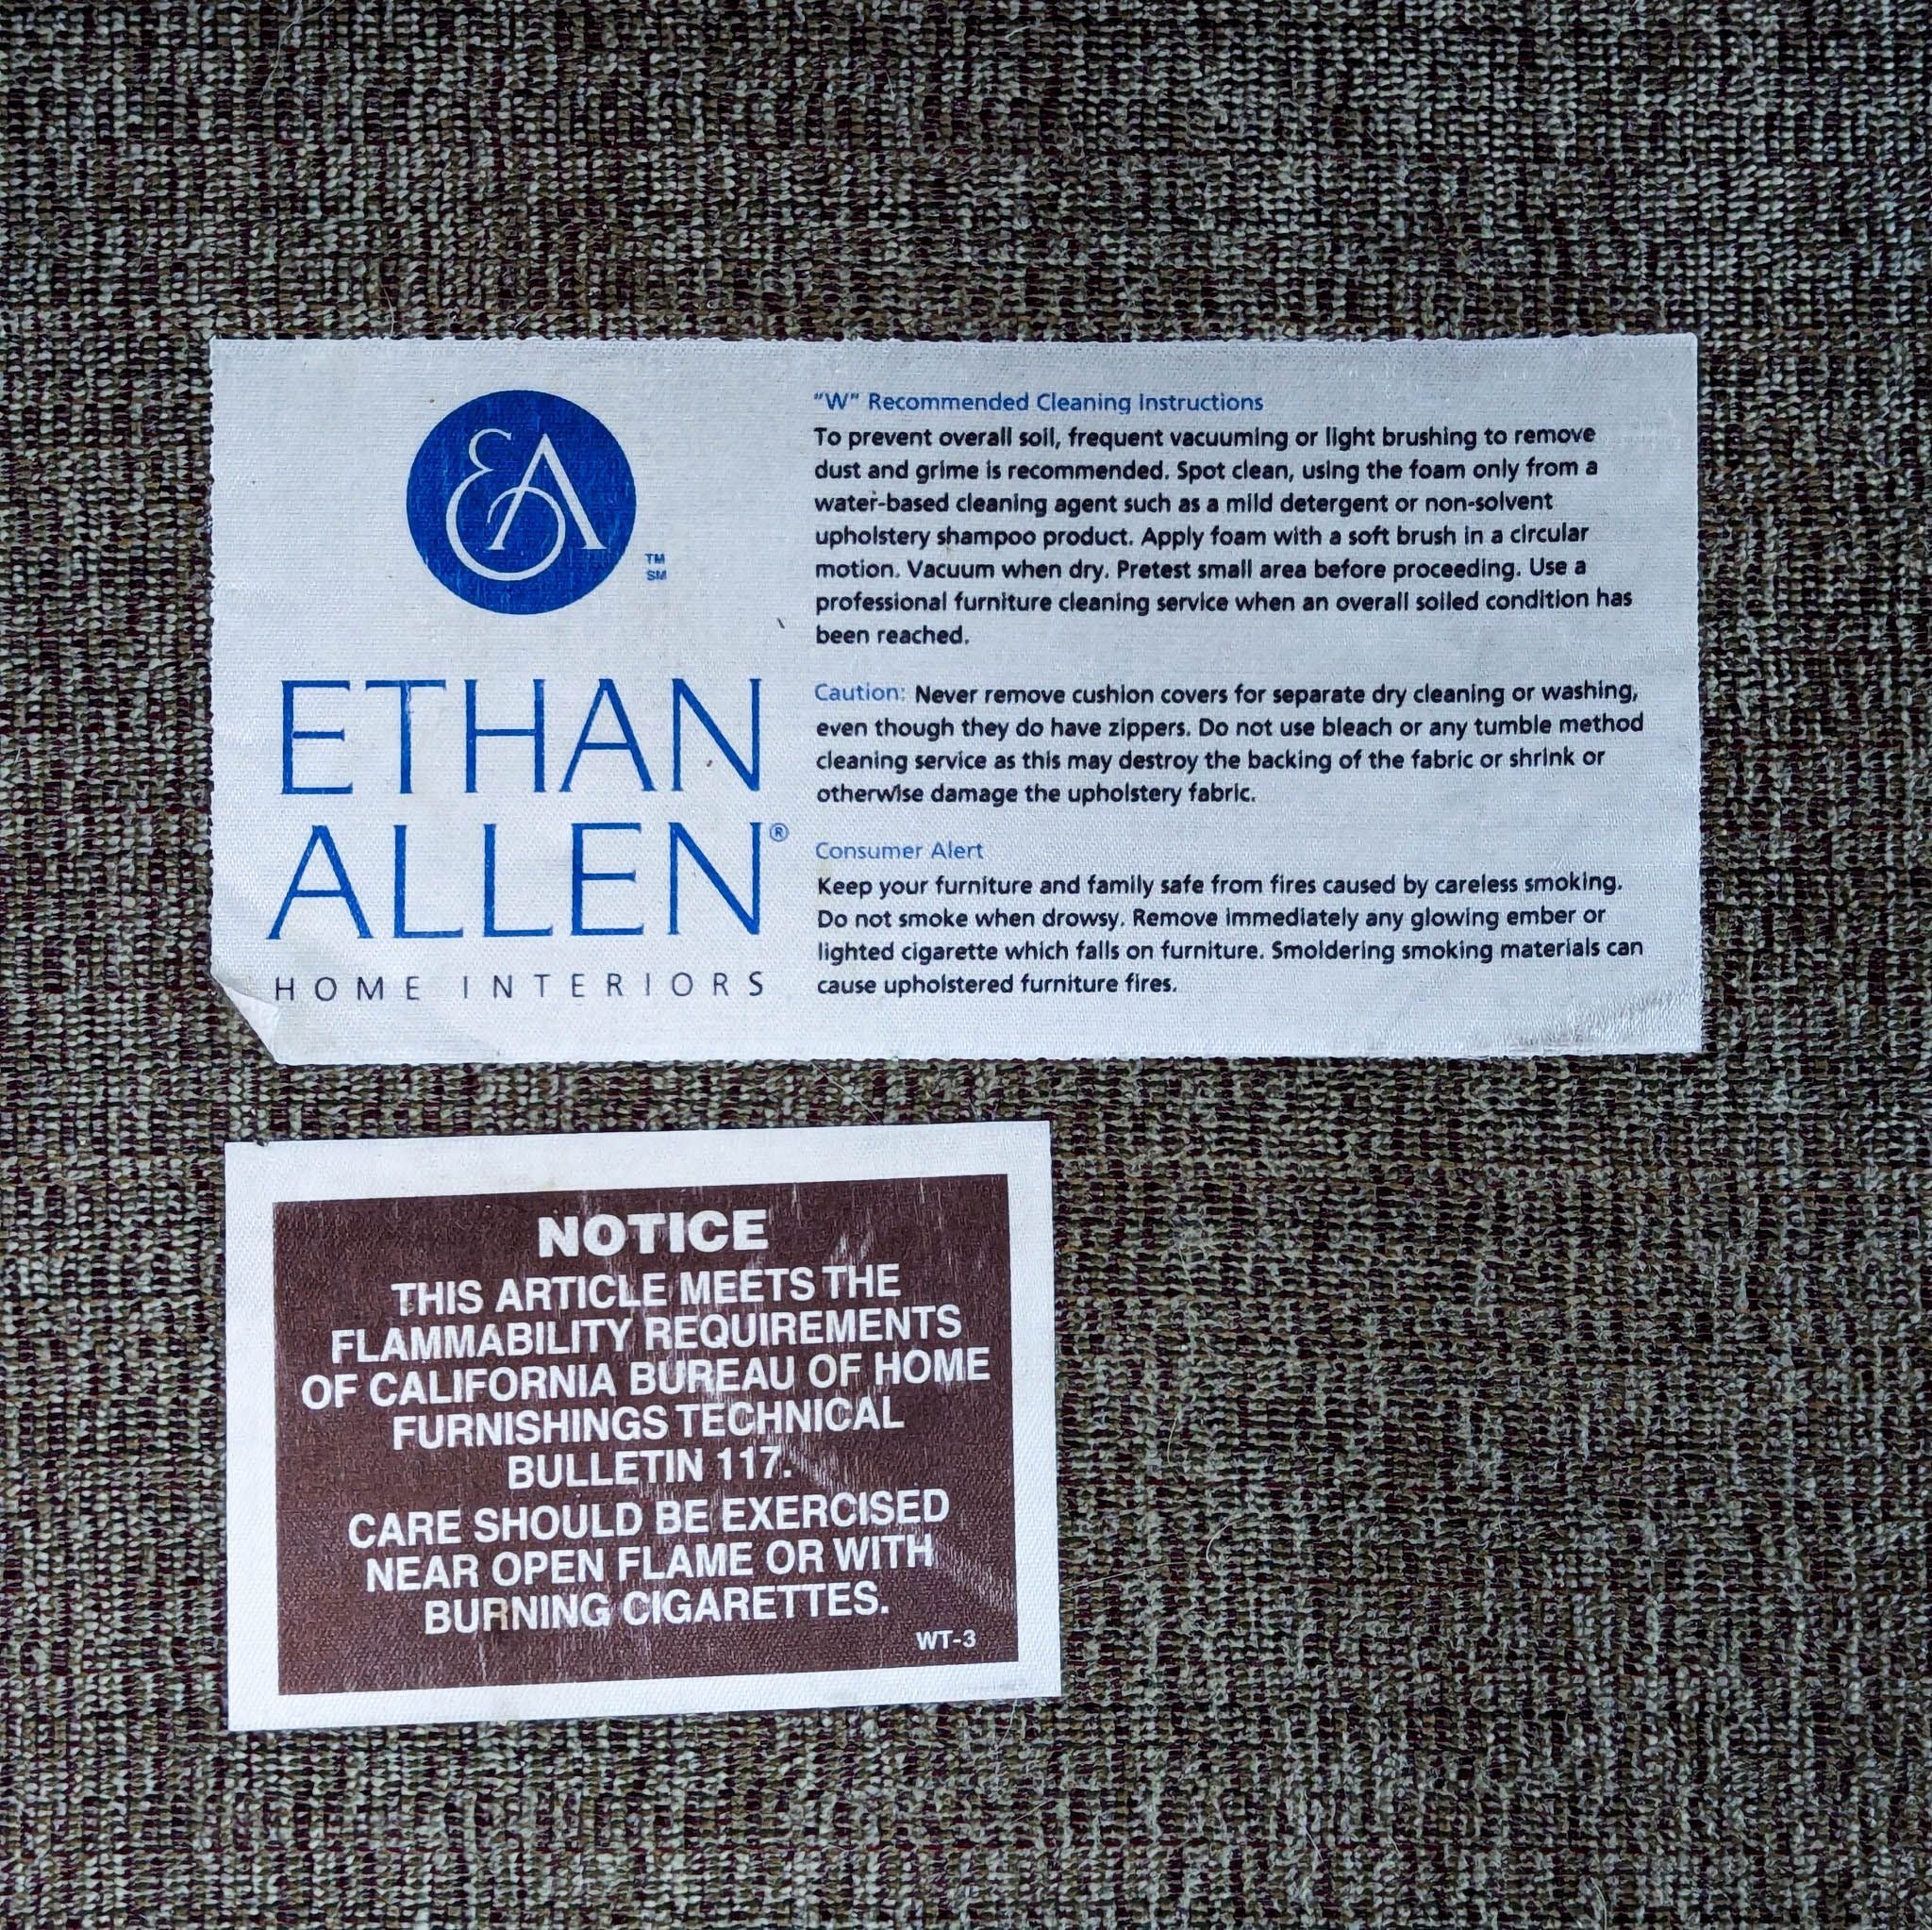 EA
TM
SM
ETHAN
ALLEN®
HOME INTERIORS
"W" Recommended Cleaning Instructions
To prevent overall soil, frequent vacuuming or light brushing to remove
dust and grime is recommended. Spot clean, using the foam only from a
water-based cleaning agent such as a mild detergent or non-solvent
upholstery shampoo product. Apply foam with a soft brush in a circular
motion. Vacuum when dry. Pretest small area before proceeding. Use a
professional furniture cleaning service when an overall soiled condition has
been reached.
Caution: Never remove cushion covers for separate dry cleaning or washing,
even though they do have zippers. Do not use bleach or any tumble method
cleaning service as this may destroy the backing of the fabric or shrink or
otherwise damage the upholstery fabric.
Consumer Alert
Keep your furniture and family safe from fires caused by careless smoking.
Do not smoke when drowsy. Remove immediately any glowing ember or
lighted cigarette which falls on furniture. Smoldering smoking materials can
cause upholstered furniture fires.
NOTICE
THIS ARTICLE MEETS THE
FLAMMABILITY REQUIREMENTS
OF CALIFORNIA BUREAU OF HOME
FURNISHINGS TECHNICAL
BULLETIN 117.
CARE SHOULD BE EXERCISED
NEAR OPEN FLAME OR WITH
BURNING CIGARETTES.
WT-3